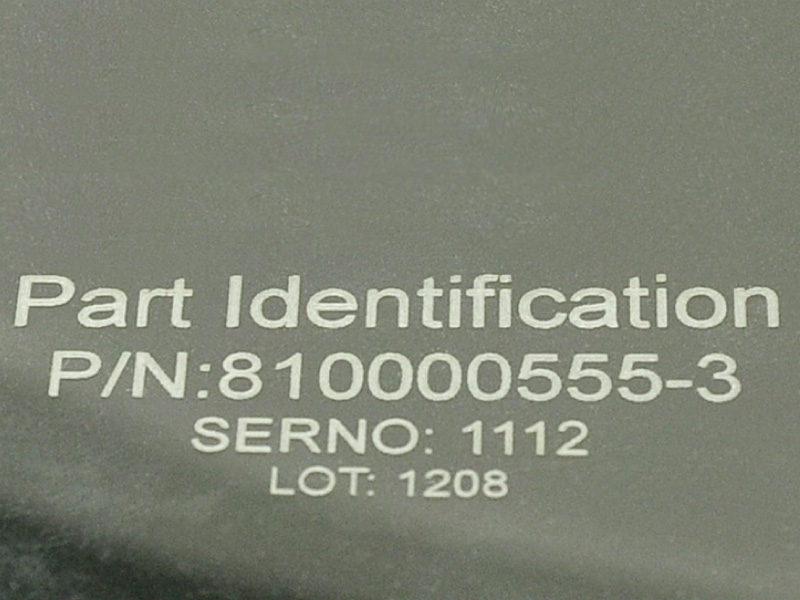 Part Identification
P/N:810000555-3
SERNO: 1112
LOT: 1208